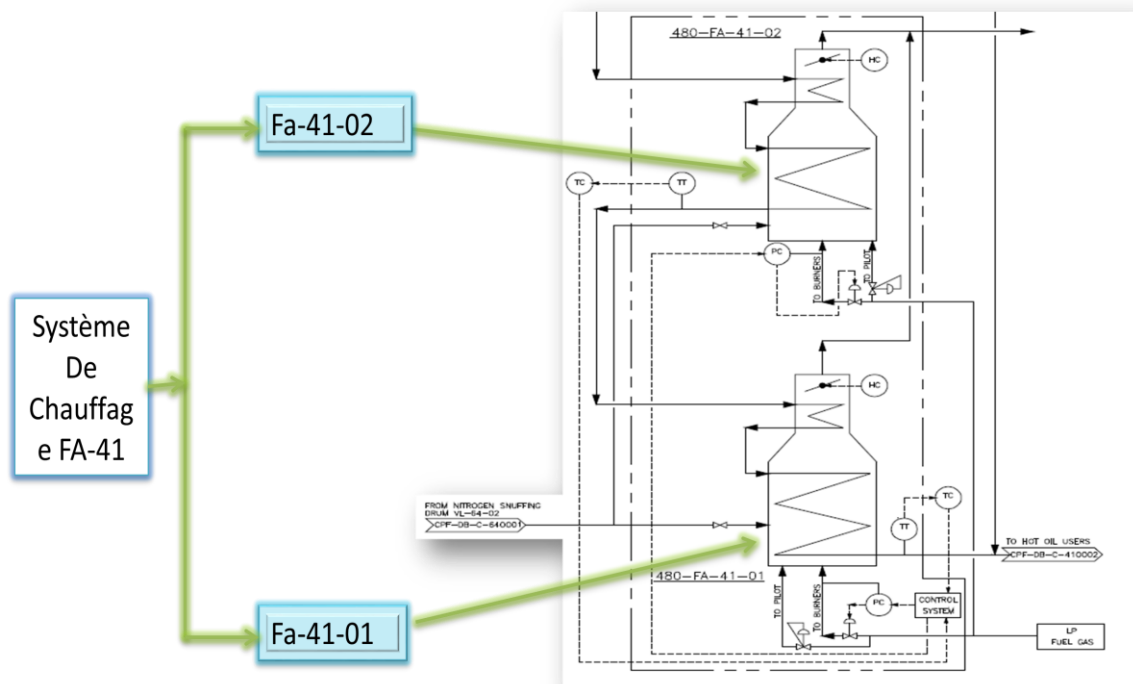 Système
De
Chauffag
e FA-41
Fa-41-02
Fa-41-01
480-FA-41-02
HC
TC
TT
PC
TO BURNERS
TO PILOT
HC
FROM NITROGEN SNUFFING
DRUM VL-64-02
CPF-DB-C-640001
TC
TT
TO HOT OIL USERS
CPF-DB-C-410002
480-FA-41-01
TO PILOT
TO BURNERS
PC
CONTROL
SYSTEM
LP
FUEL GAS